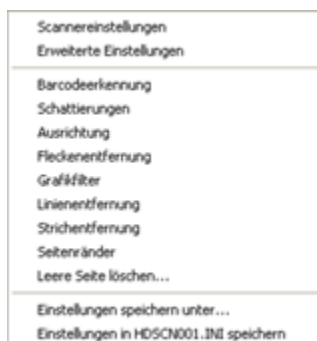 Scannereinstellungen
Erweiterte Einstellungen
Barcodeerkennung
Schattierungen
Ausrichtung
Fleckenentfernung
Grafikfilter
Linienentfernung
Strichentfernung
Seitenränder
Leere Seite löschen...
Einstellungen speichern unter...
Einstellungen in HDSCN001.INI speichern